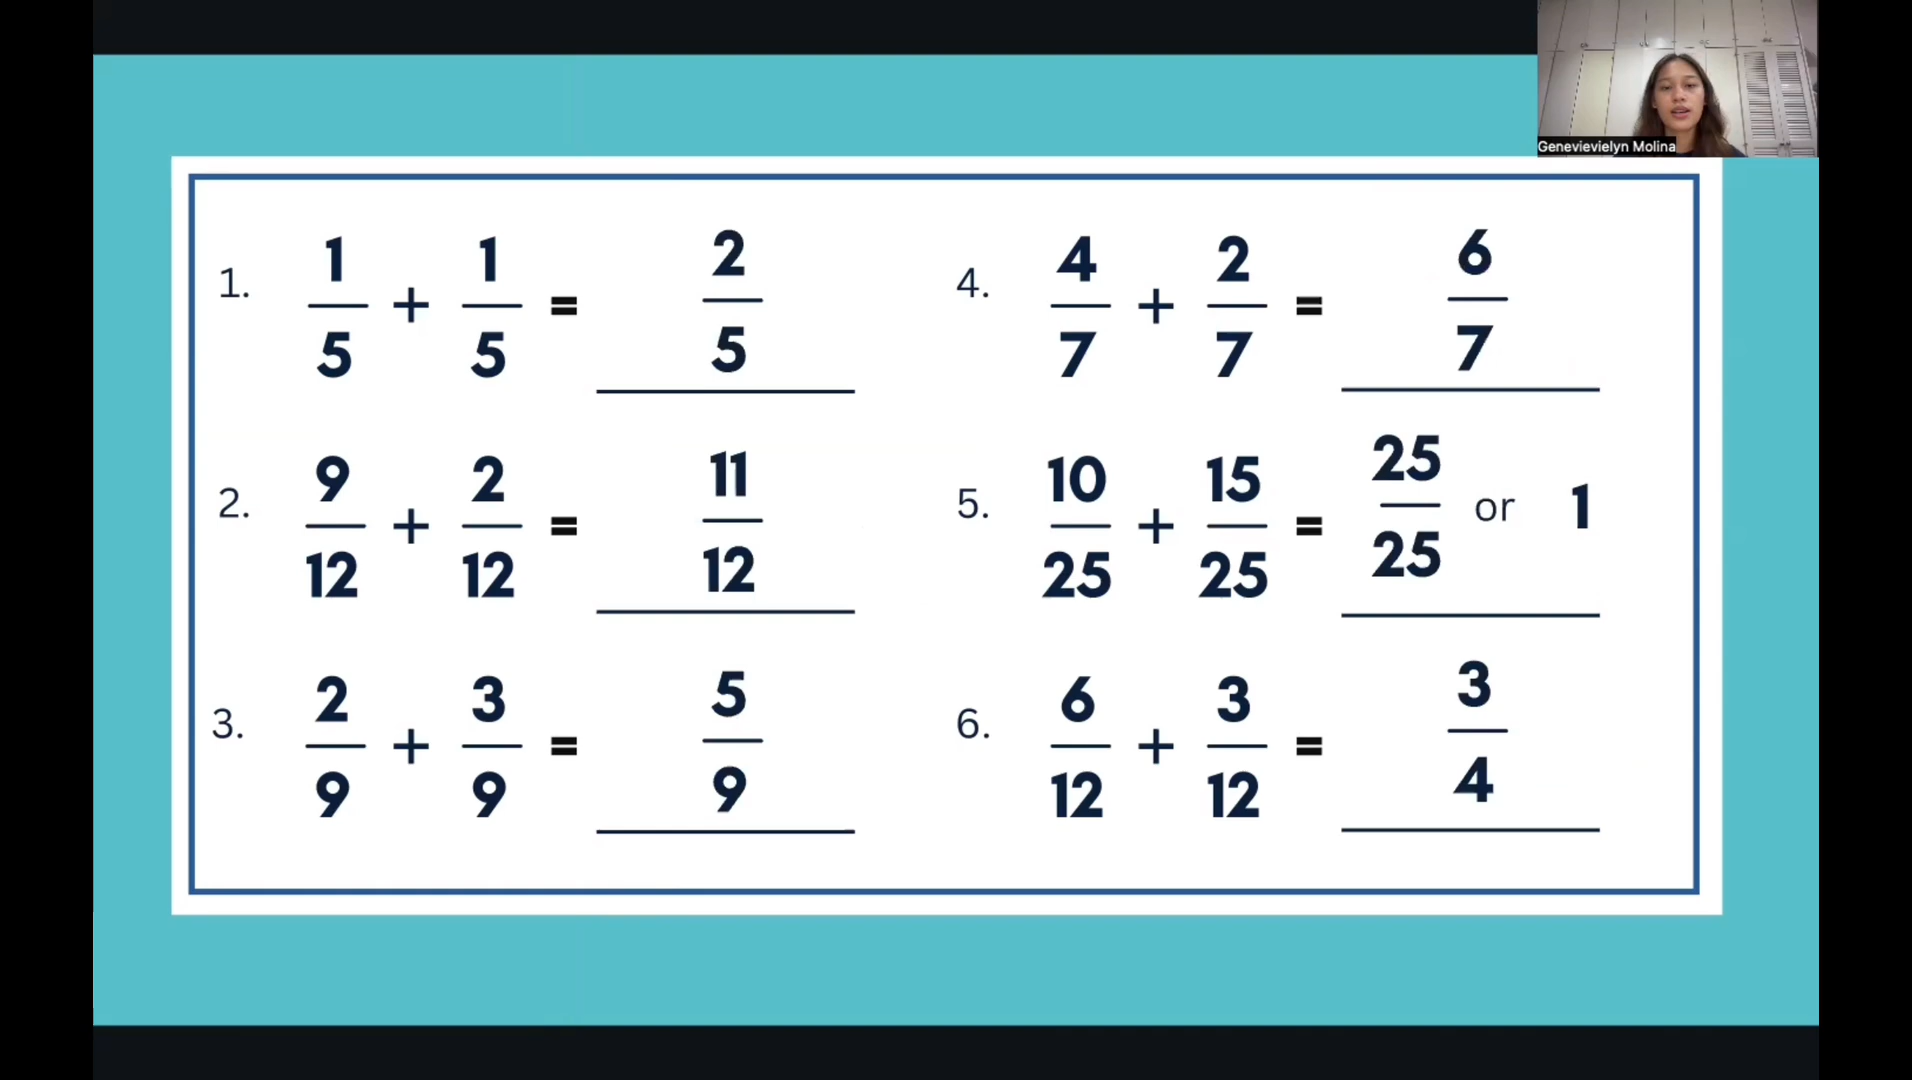 Genevievielyn Molina
1. 1/5 + 1/5 = 2/5
2. 9/12 + 2/12 = 11/12
3. 2/9 + 3/9 = 5/9
4. 4/7 + 2/7 = 6/7
5. 10/25 + 15/25 = 25/25 or 1
6. 6/12 + 3/12 = 3/4